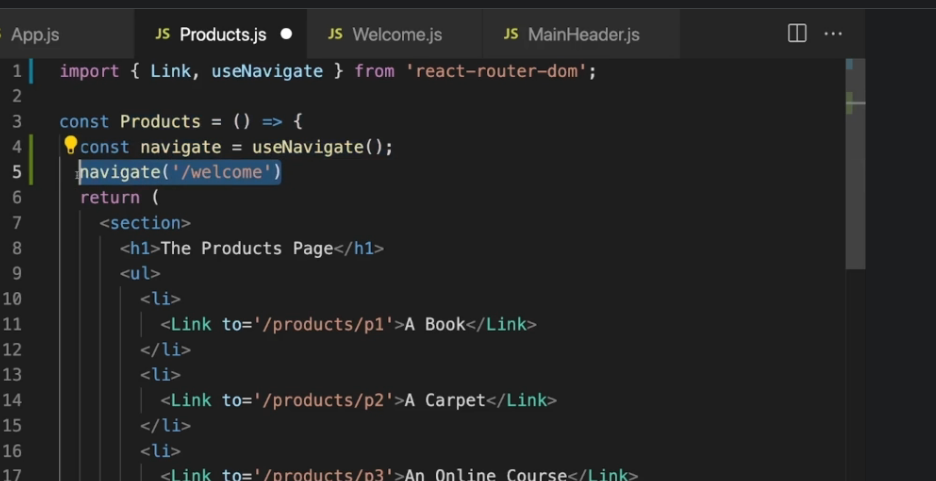 App.js JS Products.js JS Welcome.js JS MainHeader.js
1 import { Link, useNavigate } from 'react-router-dom';
2
3 const Products = () => {
4 const navigate = useNavigate();
5 navigate('/welcome')
6 return (
7 <section>
8 <h1>The Products Page</h1>
9 <ul>
10 <li>
11 <Link to='/products/p1'>A Book</Link>
12 </li>
13 <li>
14 <Link to='/products/p2'>A Carpet</Link>
15 </li>
16 <li>
17 <Link to='/products/p3'>An Online Course</Link>